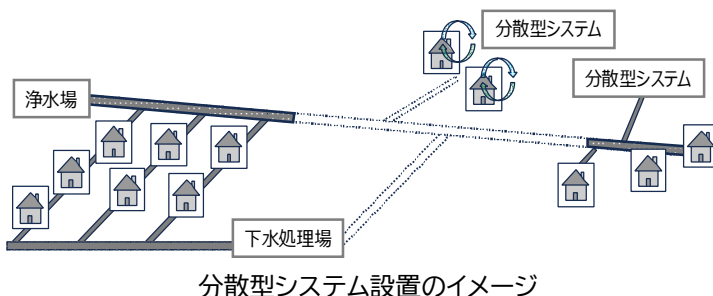 分散型システム
分散型システム
浄水場
下水処理場
分散型システム設置のイメージ